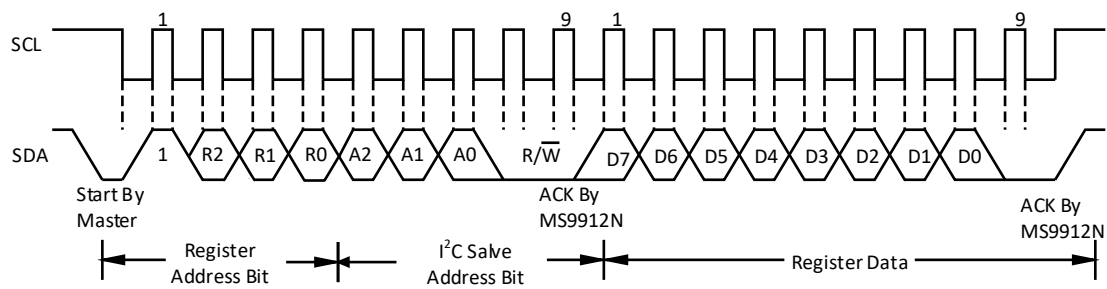 1 9 1 9
SCL
SDA 1 R2 R1 R0 A2 A1 A0 R/W̅ D7 D6 D5 D4 D3 D2 D1 D0
Start By
Master
ACK By
MS9912N
ACK By
MS9912N
Register
Address Bit
I²C Salve
Address Bit
Register Data